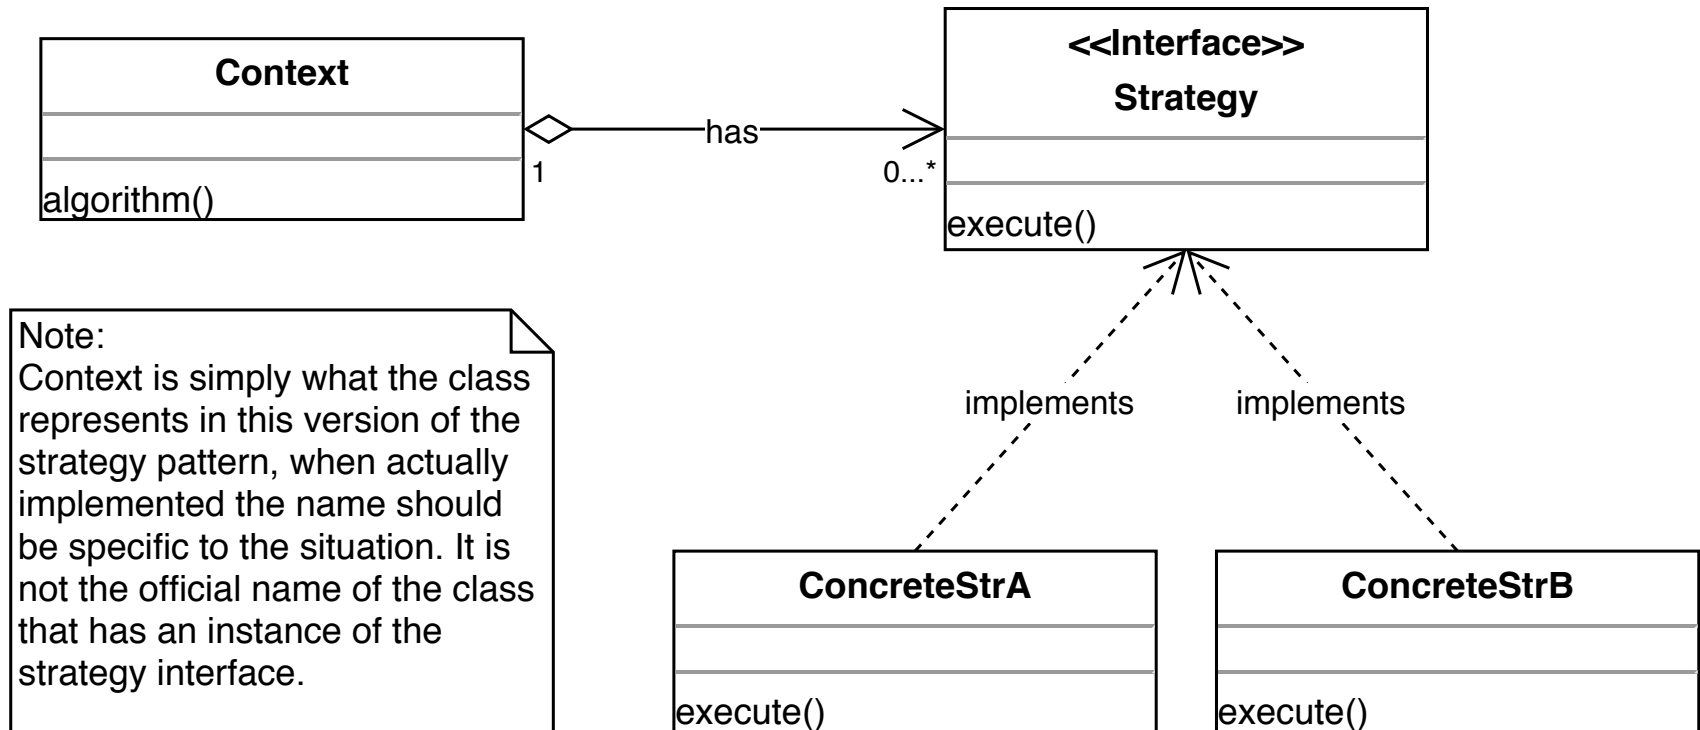 Context
algorithm()
has
1
0...*
<<Interface>>
Strategy
execute()
Note:
Context is simply what the class
represents in this version of the
strategy pattern, when actually
implemented the name should
be specific to the situation. It is
not the official name of the class
that has an instance of the
strategy interface.
implements
implements
ConcreteStrA
execute()
ConcreteStrB
execute()